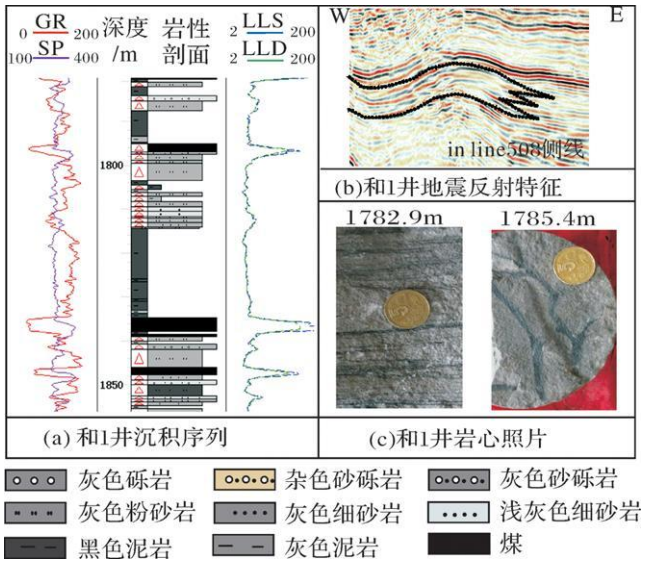 GR
0 200
SP
100 400
深度
/m
岩性
剖面
LLS
2 200
LLD
2 200
1800
1850
(a) 和1井沉积序列
W E
in line508侧线
(b)和1井地震反射特征
1782.9m 1785.4m
5
(c)和1井岩心照片
灰色砾岩 杂色砂砾岩 灰色砂砾岩
灰色粉砂岩 灰色细砂岩 浅灰色细砂岩
黑色泥岩 灰色泥岩 煤